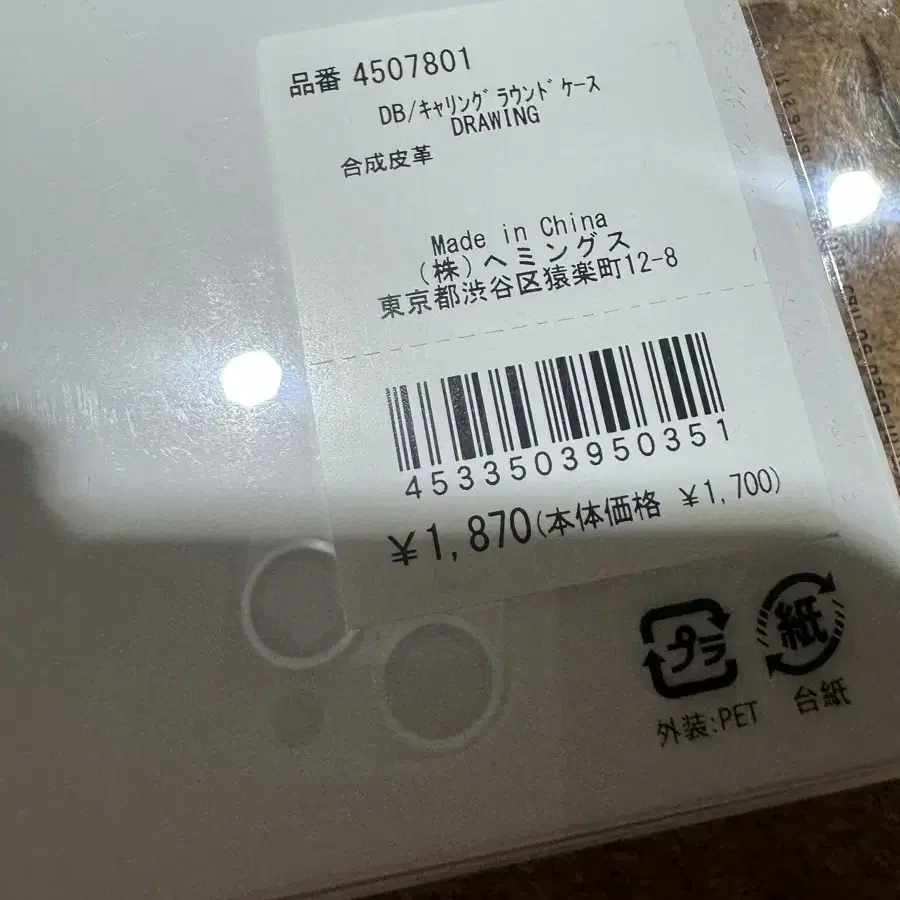 品番 4507801
DB/ｷｬﾘﾝｸﾞﾗｳﾝﾄﾞｹｰｽ
DRAWING
合成皮革
Made in China
(株)ヘミングス
東京都渋谷区猿楽町12-8
4533503950351
¥1,870(本体価格 ¥1,700)
プラ
紙
外装:PET
台紙